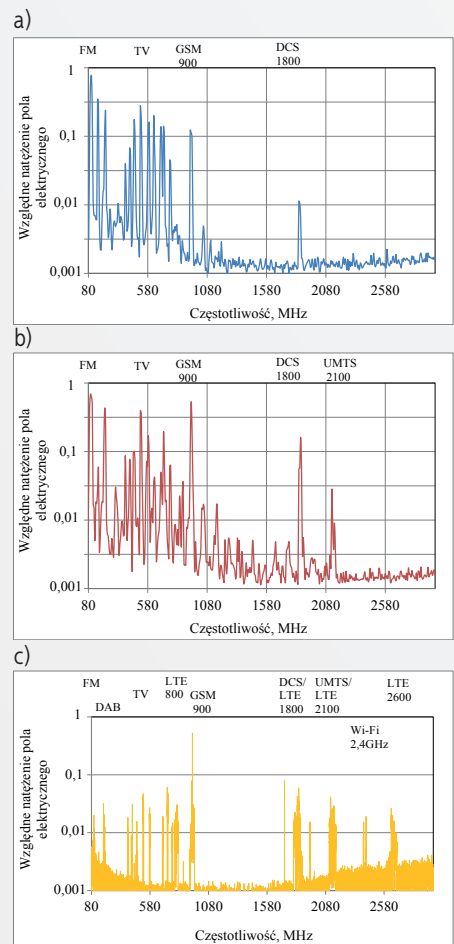 a)
FM TV GSM DCS
900 1800
1
0,1
0,01
0,001
Względne natężenie pola
elektrycznego
80 580 1080 1580 2080 2580
Częstotliwość, MHz
b)
FM TV GSM DCS UMTS
900 1800 2100
1
0,1
0,01
0,001
Względne natężenie pola
elektrycznego
80 580 1080 1580 2080 2580
Częstotliwość, MHz
c)
FM LTE DCS/ UMTS/
DAB TV 800 GSM LTE LTE LTE
900 1800 2100 2600
Wi-Fi
2,4GHz
1
0,1
0,01
0,001
Względne natężenie pola
elektrycznego
80 580 1080 1580 2080 2580
Częstotliwość, MHz